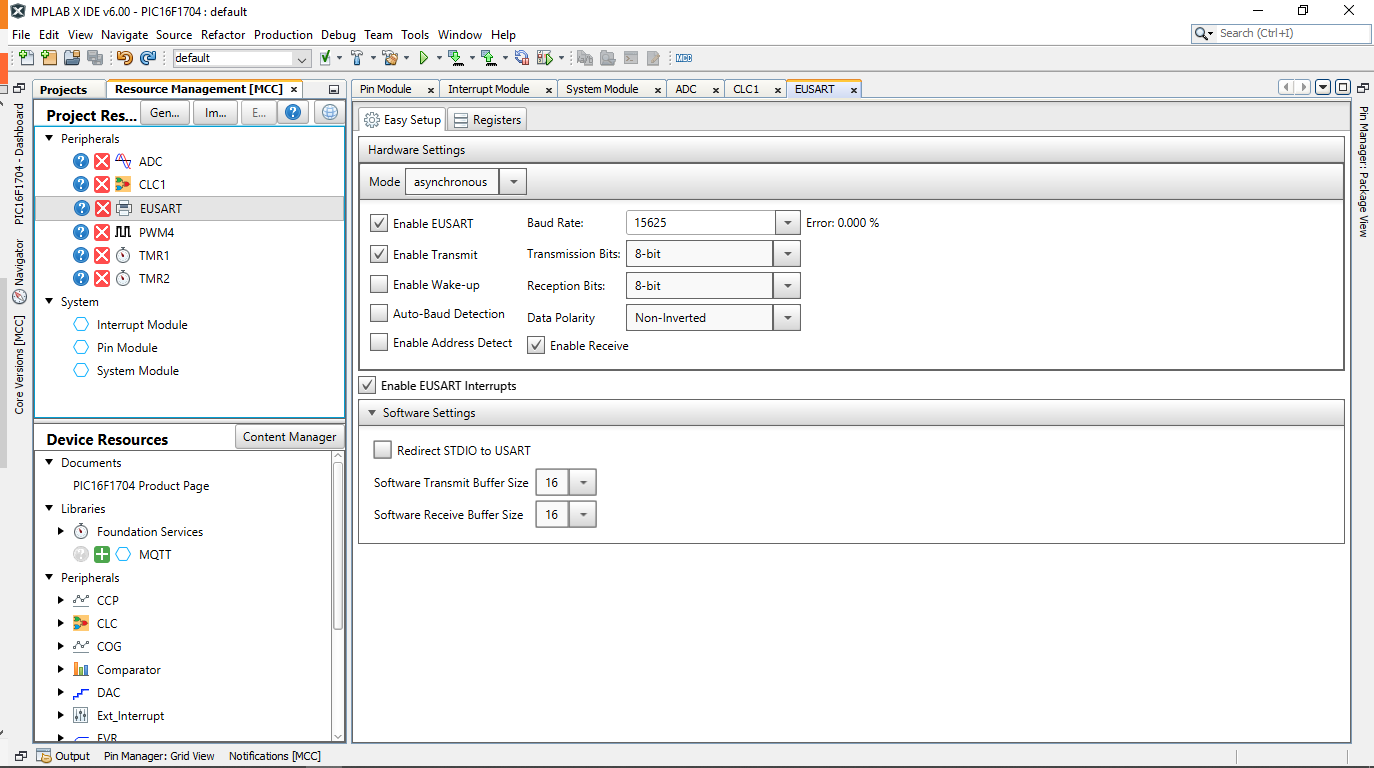 MPLAB X IDE v6.00 - PIC16F1704 : default
File Edit View Navigate Source Refactor Production Debug Team Tools Window Help
Search (Ctrl+I)
default
Projects
Resource Management [MCC] ×
Pin Module ×
Interrupt Module ×
System Module ×
ADC ×
CLC1 ×
EUSART ×
PIC16F1704 - Dashboard
Navigator
Core Versions [MCC]
Project Res...
Gen...
Im...
E...
Peripherals
ADC
CLC1
EUSART
PWM4
TMR1
TMR2
System
Interrupt Module
Pin Module
System Module
Device Resources
Content Manager
Documents
PIC16F1704 Product Page
Libraries
Foundation Services
MQTT
Peripherals
CCP
CLC
COG
Comparator
DAC
Ext_Interrupt
FVR
Easy Setup
Registers
Hardware Settings
Mode asynchronous
Enable EUSART
Baud Rate: 15625 Error: 0.000 %
Enable Transmit
Transmission Bits: 8-bit
Enable Wake-up
Reception Bits: 8-bit
Auto-Baud Detection
Data Polarity Non-Inverted
Enable Address Detect
Enable Receive
Enable EUSART Interrupts
Software Settings
Redirect STDIO to USART
Software Transmit Buffer Size 16
Software Receive Buffer Size 16
Pin Manager: Package View
Output
Pin Manager: Grid View
Notifications [MCC]